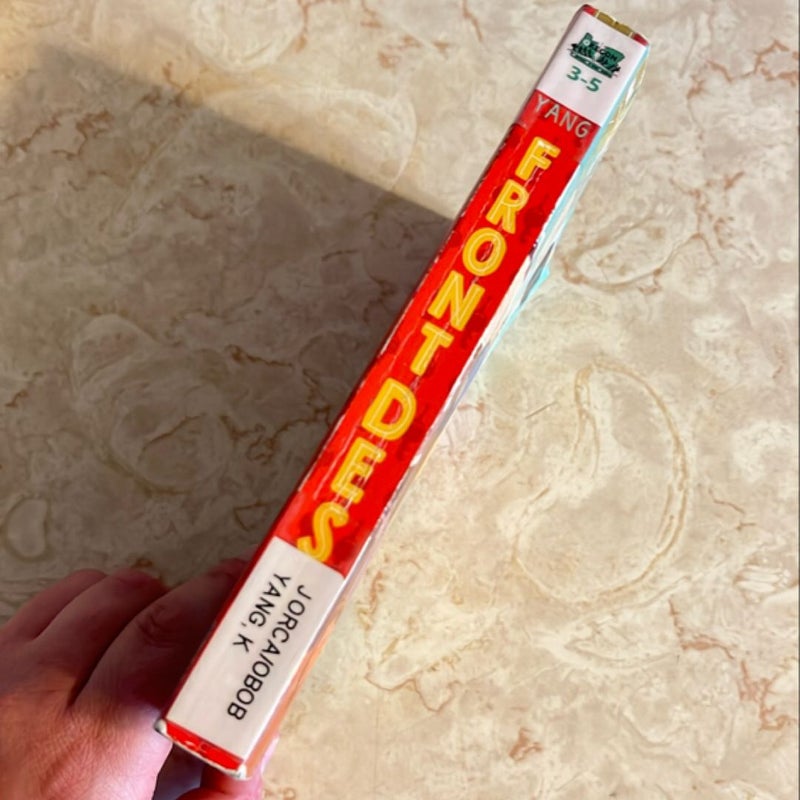 3-5
YANG
FRONT DES
JORCA/OBOB
YANG, K